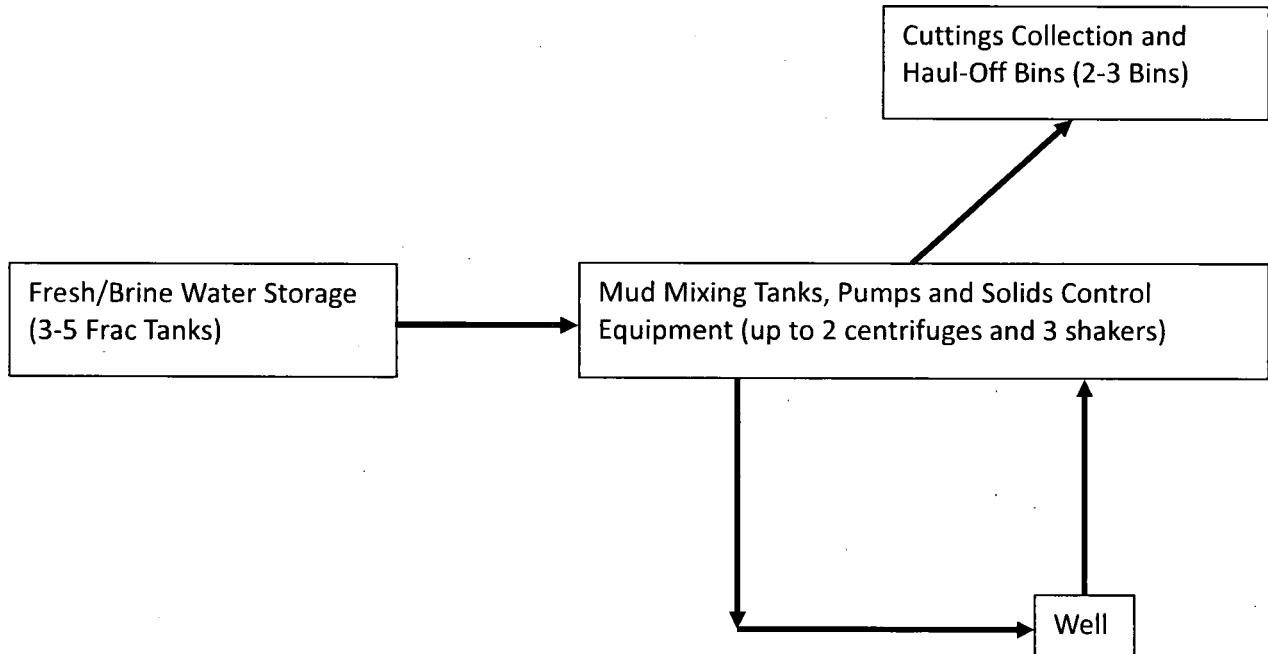 Cuttings Collection and
Haul-Off Bins (2-3 Bins)
Fresh/Brine Water Storage
(3-5 Frac Tanks)
Mud Mixing Tanks, Pumps and Solids Control
Equipment (up to 2 centrifuges and 3 shakers)
Well